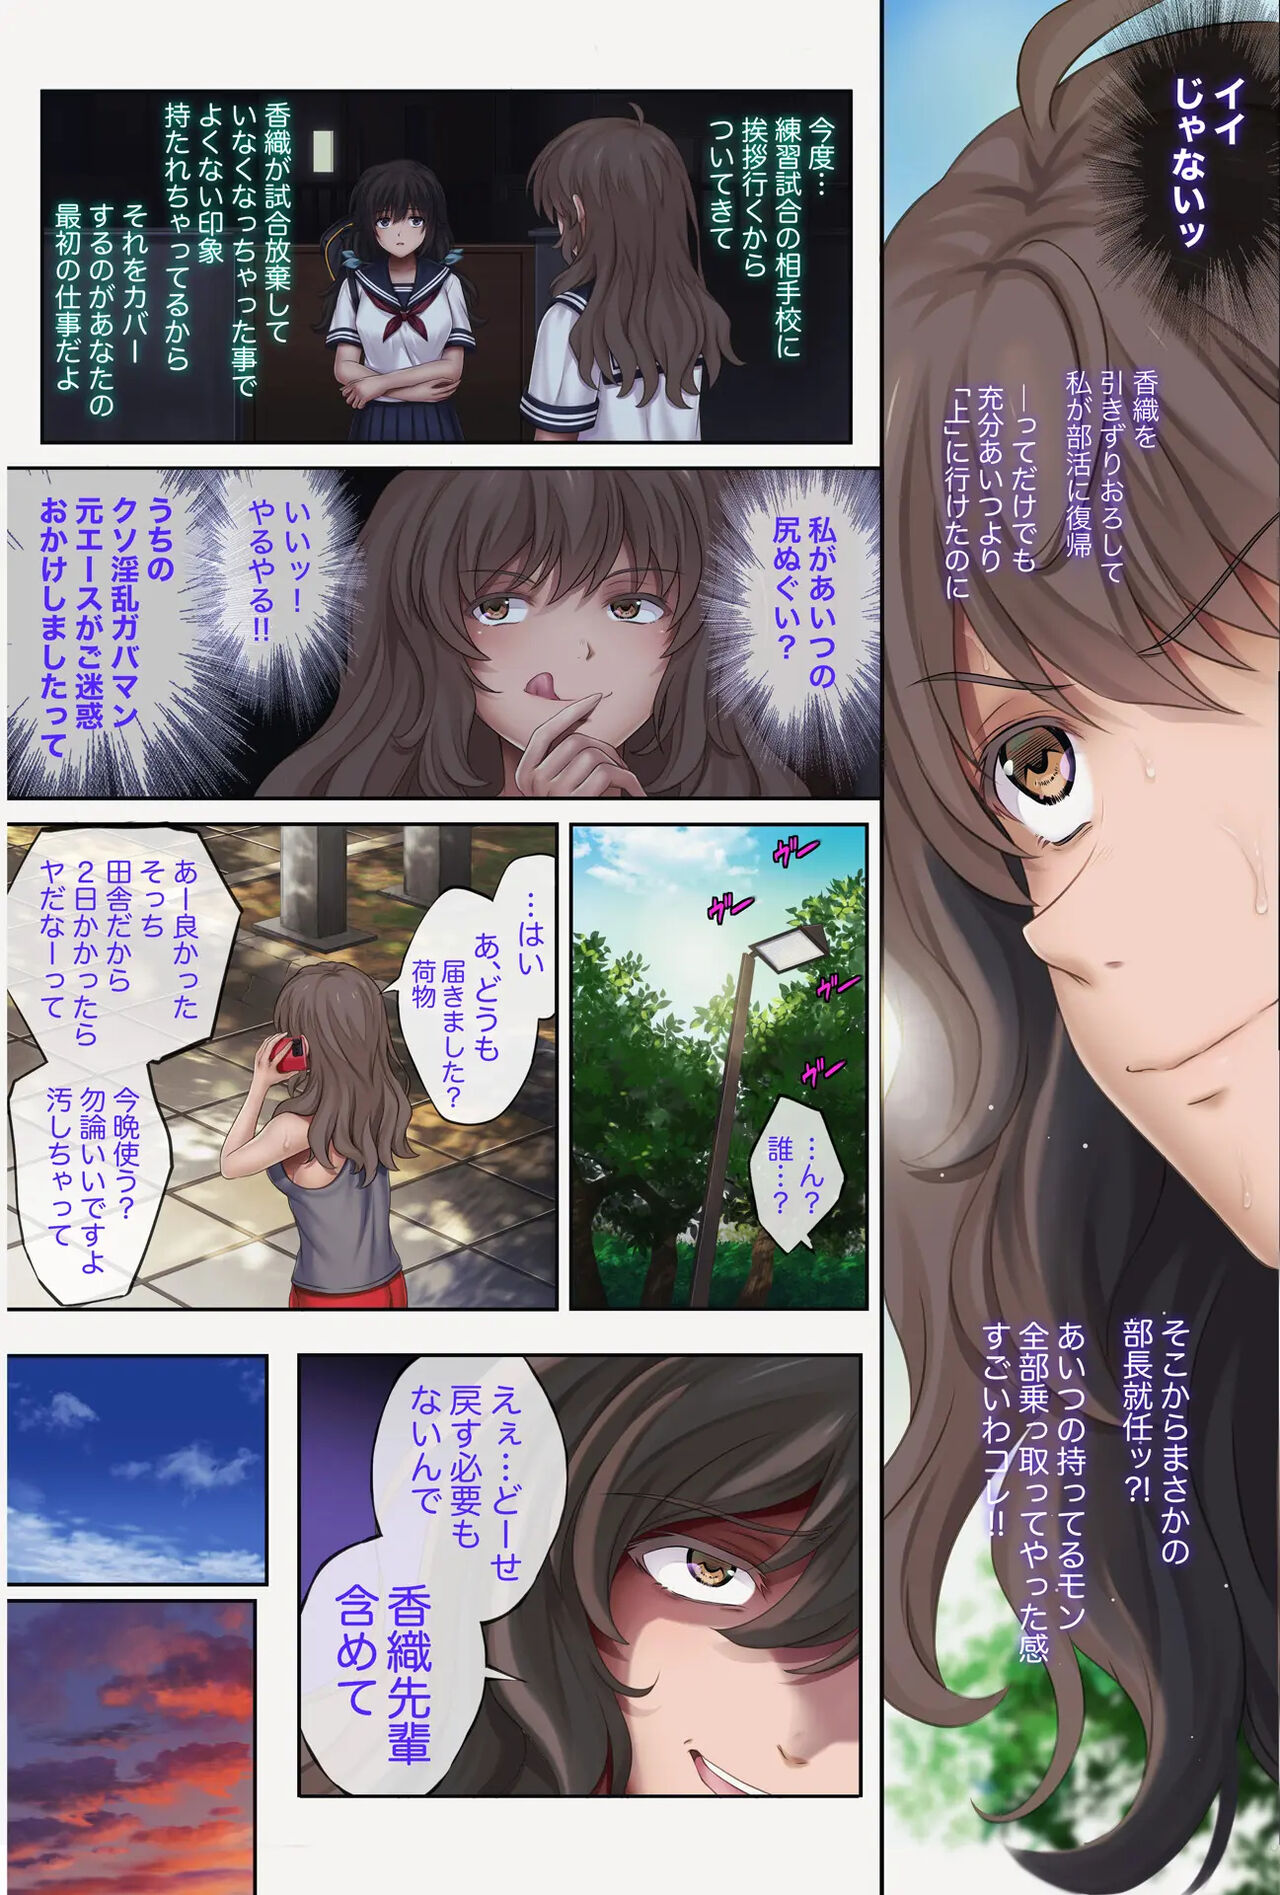 イイ
じゃないッ
香織を
引きずりおろして
私が部活に復帰
―ってだけでも
充分あいつより
「上」に行けたのに
そこからまさかの
部長就任ッ?!
あいつの持ってるモン
全部乗っ取ってやった感
すごいわコレ!!
今度…
練習試合の相手校に
挨拶行くから
ついてきて
香織が試合放棄して
いなくなっちゃった事で
よくない印象
持たれちゃってるから
それをカバー
するのがあなたの
最初の仕事だよ
私があいつの
尻ぬぐい?
いいッ!
やるやる!!
うちの
クソ淫乱ガバマン
元エースがご迷惑
おかけしましたって
ヴー
ヴー
ヴー
ヴー
…ん?
誰…?
…はい
あ、どうも
届きました?
荷物
あー良かった
そっち
田舎だから
2日かかったら
ヤだなーって
今晩使う?
勿論いいですよ
汚しちゃって
えぇ…どーせ
戻す必要も
ないんで
香織先輩
含めて